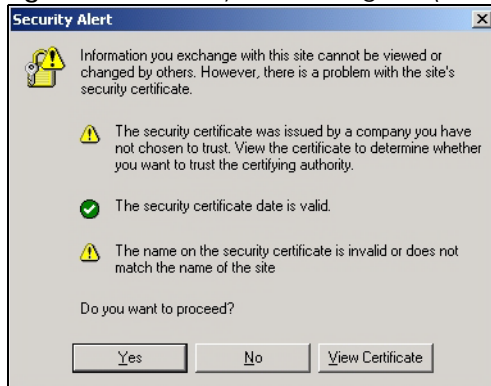 Security Alert
Information you exchange with this site cannot be viewed or
changed by others. However, there is a problem with the site's
security certificate.
The security certificate was issued by a company you have
not chosen to trust. View the certificate to determine whether
you want to trust the certifying authority.
The security certificate date is valid.
The name on the security certificate is invalid or does not
match the name of the site
Do you want to proceed?
Yes No View Certificate